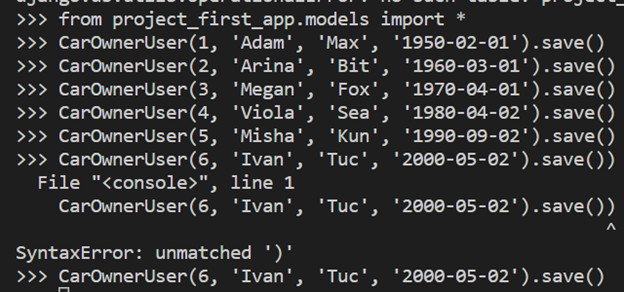 >>> from project_first_app.models import *
>>> CarOwnerUser(1, 'Adam', 'Max', '1950-02-01').save()
>>> CarOwnerUser(2, 'Arina', 'Bit', '1960-03-01').save()
>>> CarOwnerUser(3, 'Megan', 'Fox', '1970-04-01').save()
>>> CarOwnerUser(4, 'Viola', 'Sea', '1980-04-02').save()
>>> CarOwnerUser(5, 'Misha', 'Kun', '1990-09-02').save()
>>> CarOwnerUser(6, 'Ivan', 'Tuc', '2000-05-02').save())
  File "<console>", line 1
    CarOwnerUser(6, 'Ivan', 'Tuc', '2000-05-02').save())
                                                       ^
SyntaxError: unmatched ')'
>>> CarOwnerUser(6, 'Ivan', 'Tuc', '2000-05-02').save()